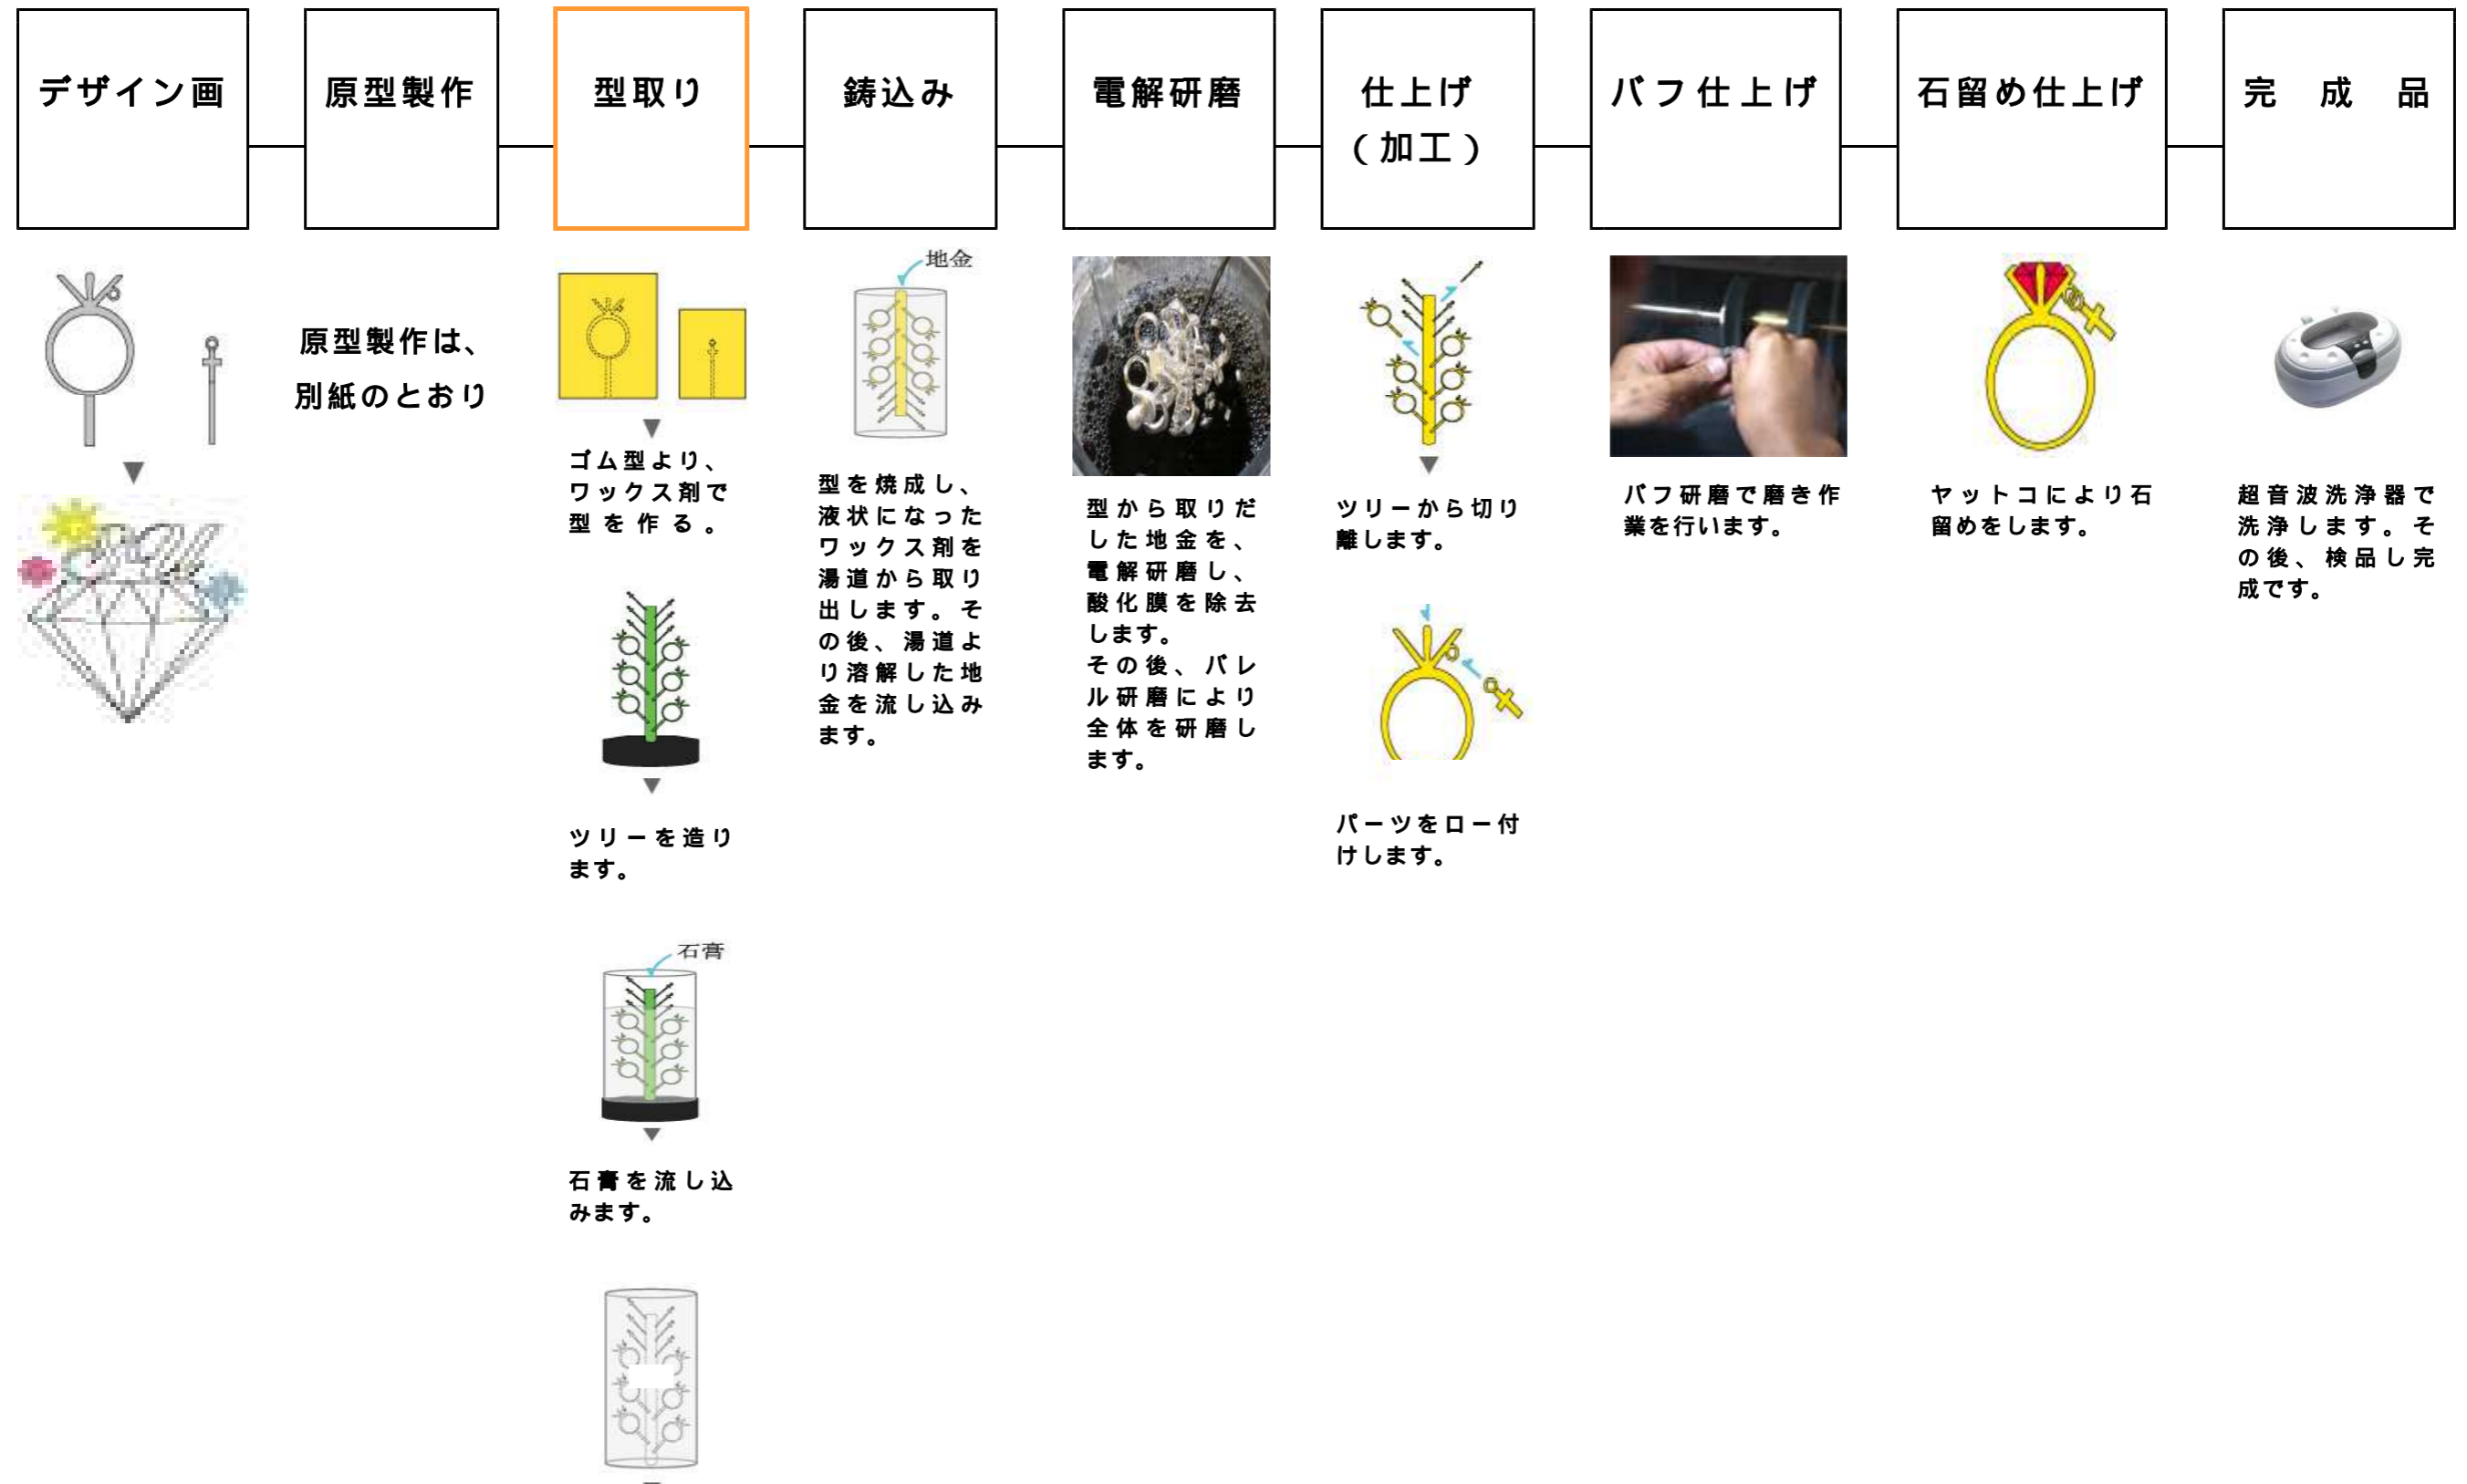 デザイン画
原型製作
型取り
鋳込み
電解研磨
仕上げ
(加工)
バフ仕上げ
石留め仕上げ
完成品
原型製作は、
別紙のとおり
ゴム型より、
ワックス剤で
型を作る。
ツリーを造り
ます。
石膏
石膏を流し込
みます。
地金
型を焼成し、
液状になった
ワックス剤を
湯道から取り
出します。そ
の後、湯道よ
り溶解した地
金を流し込み
ます。
型から取りだ
した地金を、
電解研磨し、
酸化膜を除去
します。
その後、バレ
ル研磨により
全体を研磨し
ます。
ツリーから切り
離します。
パーツをロー付
けします。
バフ研磨で磨き作
業を行います。
ヤットコにより石
留めをします。
超音波洗浄器で
洗浄します。そ
の後、検品し完
成です。